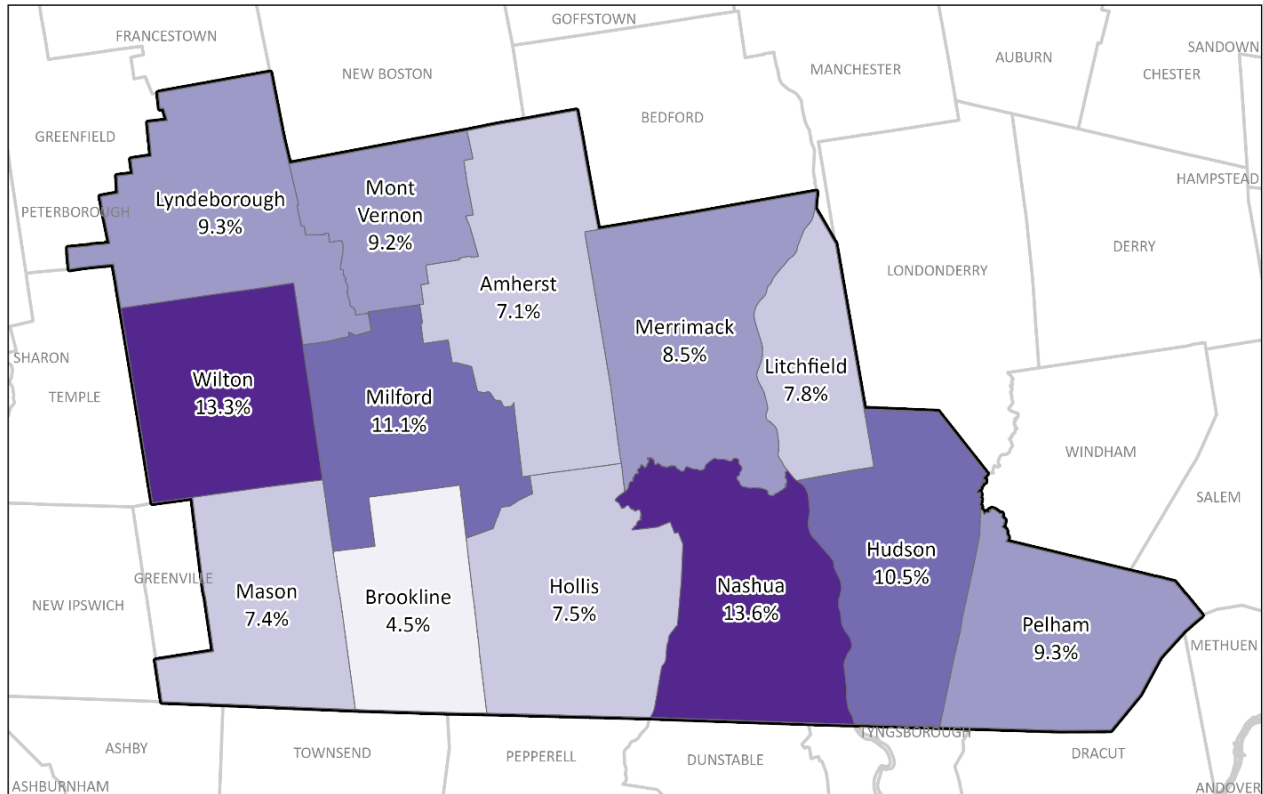 GOFFSTOWN
FRANCESTOWN
SANDOWN
AUBURN
MANCHESTER
NEW BOSTON
CHESTER
BEDFORD
GREENFIELD
HAMPSTEAD
Mont
Vernon
9.2%
Lyndeborough
9.3%
PETERBOROUGH
DERRY
LONDONDERRY
Amherst
7.1%
Merrimack
8.5%
SHARON
Litchfield
7.8%
Wilton
13.3%
TEMPLE
Milford
11.1%
WINDHAM
SALEM
Hudson
10.5%
GREENVILLE
Nashua
13.6%
Hollis
7.5%
Mason
7.4%
Brookline
4.5%
NEW IPSWICH
Pelham
9.3%
METHUEN
TYNGSBOROUGH
ASHBY
TOWNSEND
PEPPERELL
DUNSTABLE
DRACUT
ASHBURNHAM
ANDOVER